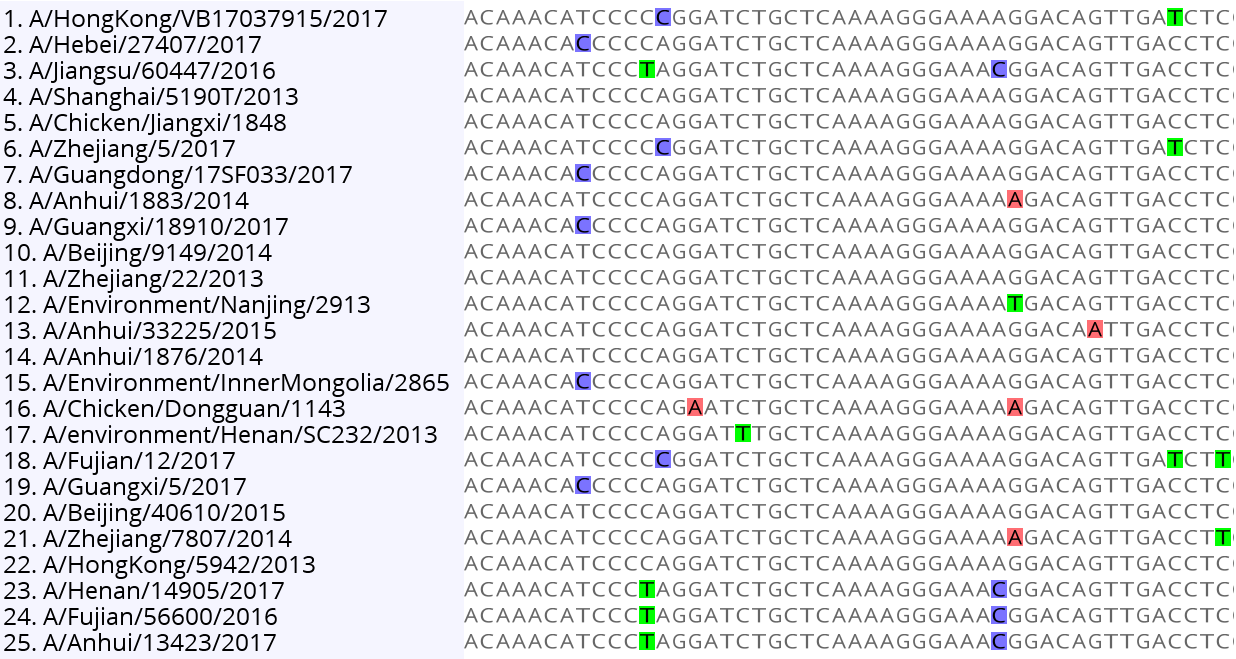 1. A/HongKong/VB17037915/2017 ACAAACATCCCCCGGATCTGCTCAAAAGGGAAAAGGACAGTTGATCTC
2. A/Hebei/27407/2017 ACAAACACCCCCAGGATCTGCTCAAAAGGGAAAAGGACAGTTGACCTC
3. A/Jiangsu/60447/2016 ACAAACATCCCTAGGATCTGCTCAAAAGGGAAACGGACAGTTGACCTC
4. A/Shanghai/5190T/2013 ACAAACATCCCCAGGATCTGCTCAAAAGGGAAAAGGACAGTTGACCTC
5. A/Chicken/Jiangxi/1848 ACAAACATCCCCAGGATCTGCTCAAAAGGGAAAAGGACAGTTGACCTC
6. A/Zhejiang/5/2017 ACAAACATCCCCCGGATCTGCTCAAAAGGGAAAAGGACAGTTGATCTC
7. A/Guangdong/17SF033/2017 ACAAACACCCCCAGGATCTGCTCAAAAGGGAAAAGGACAGTTGACCTC
8. A/Anhui/1883/2014 ACAAACATCCCCAGGATCTGCTCAAAAGGGAAAAAGACAGTTGACCTC
9. A/Guangxi/18910/2017 ACAAACACCCCCAGGATCTGCTCAAAAGGGAAAAGGACAGTTGACCTC
10. A/Beijing/9149/2014 ACAAACATCCCCAGGATCTGCTCAAAAGGGAAAAGGACAGTTGACCTC
11. A/Zhejiang/22/2013 ACAAACATCCCCAGGATCTGCTCAAAAGGGAAAAGGACAGTTGACCTC
12. A/Environment/Nanjing/2913 ACAAACATCCCCAGGATCTGCTCAAAAGGGAAAATGACAGTTGACCTC
13. A/Anhui/33225/2015 ACAAACATCCCCAGGATCTGCTCAAAAGGGAAAAGGACAATTGACCTC
14. A/Anhui/1876/2014 ACAAACATCCCCAGGATCTGCTCAAAAGGGAAAAGGACAGTTGACCTC
15. A/Environment/InnerMongolia/2865 ACAAACACCCCCAGGATCTGCTCAAAAGGGAAAAGGACAGTTGACCTC
16. A/Chicken/Dongguan/1143 ACAAACATCCCCAGAATCTGCTCAAAAGGGAAAAAGACAGTTGACCTC
17. A/environment/Henan/SC232/2013 ACAAACATCCCCAGGATTTGCTCAAAAGGGAAAAGGACAGTTGACCTC
18. A/Fujian/12/2017 ACAAACATCCCCCGGATCTGCTCAAAAGGGAAAAGGACAGTTGATCTT
19. A/Guangxi/5/2017 ACAAACACCCCCAGGATCTGCTCAAAAGGGAAAAGGACAGTTGACCTC
20. A/Beijing/40610/2015 ACAAACATCCCCAGGATCTGCTCAAAAGGGAAAAGGACAGTTGACCTC
21. A/Zhejiang/7807/2014 ACAAACATCCCCAGGATCTGCTCAAAAGGGAAAAAGACAGTTGACCTT
22. A/HongKong/5942/2013 ACAAACATCCCCAGGATCTGCTCAAAAGGGAAAAGGACAGTTGACCTC
23. A/Henan/14905/2017 ACAAACATCCCTAGGATCTGCTCAAAAGGGAAACGGACAGTTGACCTC
24. A/Fujian/56600/2016 ACAAACATCCCTAGGATCTGCTCAAAAGGGAAACGGACAGTTGACCTC
25. A/Anhui/13423/2017 ACAAACATCCCTAGGATCTGCTCAAAAGGGAAACGGACAGTTGACCTC